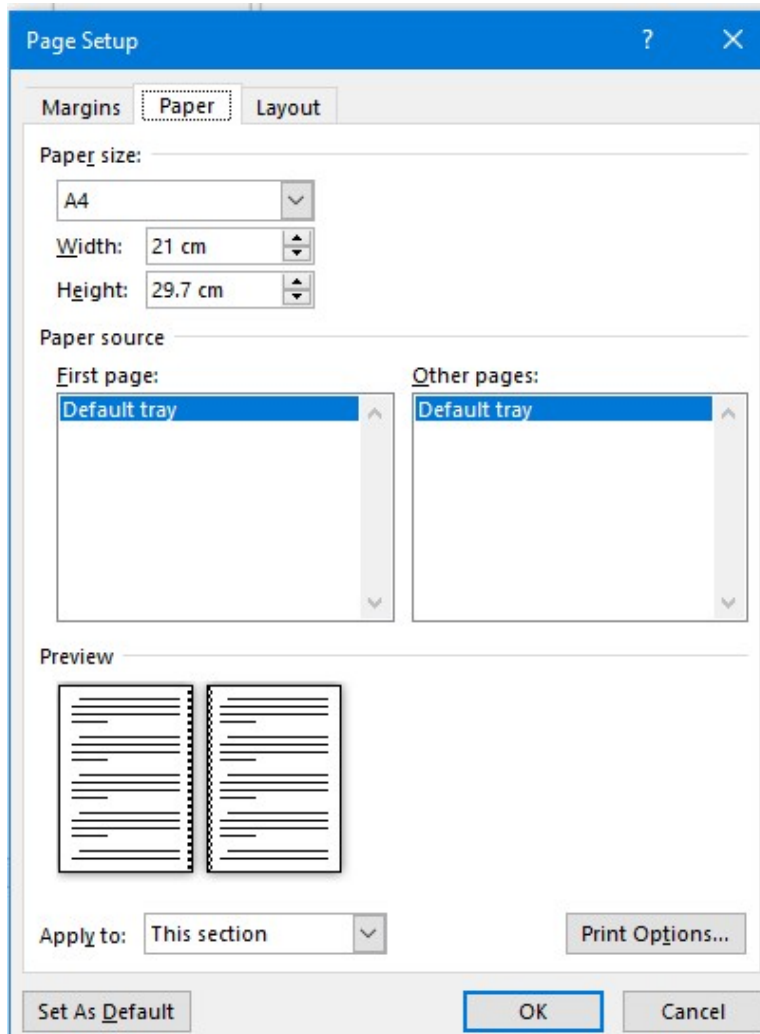 Page Setup ?
Margins Paper Layout
Paper size:
A4
Width: 21 cm
Height: 29.7 cm
Paper source
First page: Other pages:
Default tray Default tray
Preview
Apply to: This section Print Options...
Set As Default OK Cancel